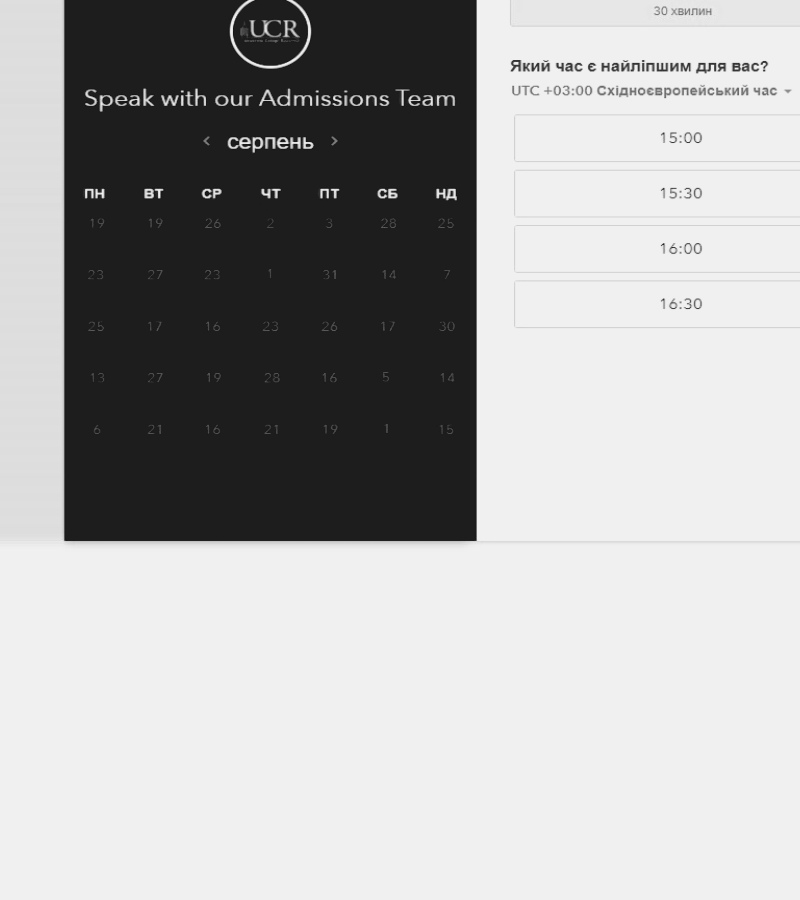 UCR
Speak with our Admissions Team
серпень
ПН ВТ СР ЧТ ПТ СБ НД
19 19 26 2 3 28 25
23 27 23 1 31 14 7
25 17 16 23 26 17 30
13 27 19 28 16 5 14
6 21 16 21 19 1 15
30 хвилин
Який час є найліпшим для вас?
UTC +03:00 Східноєвропейський час
15:00
15:30
16:00
16:30